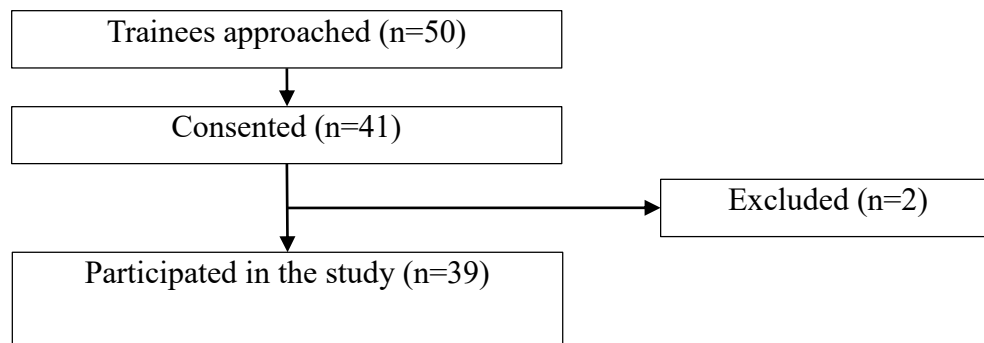 Trainees approached (n=50)
Consented (n=41)
Excluded (n=2)
Participated in the study (n=39)